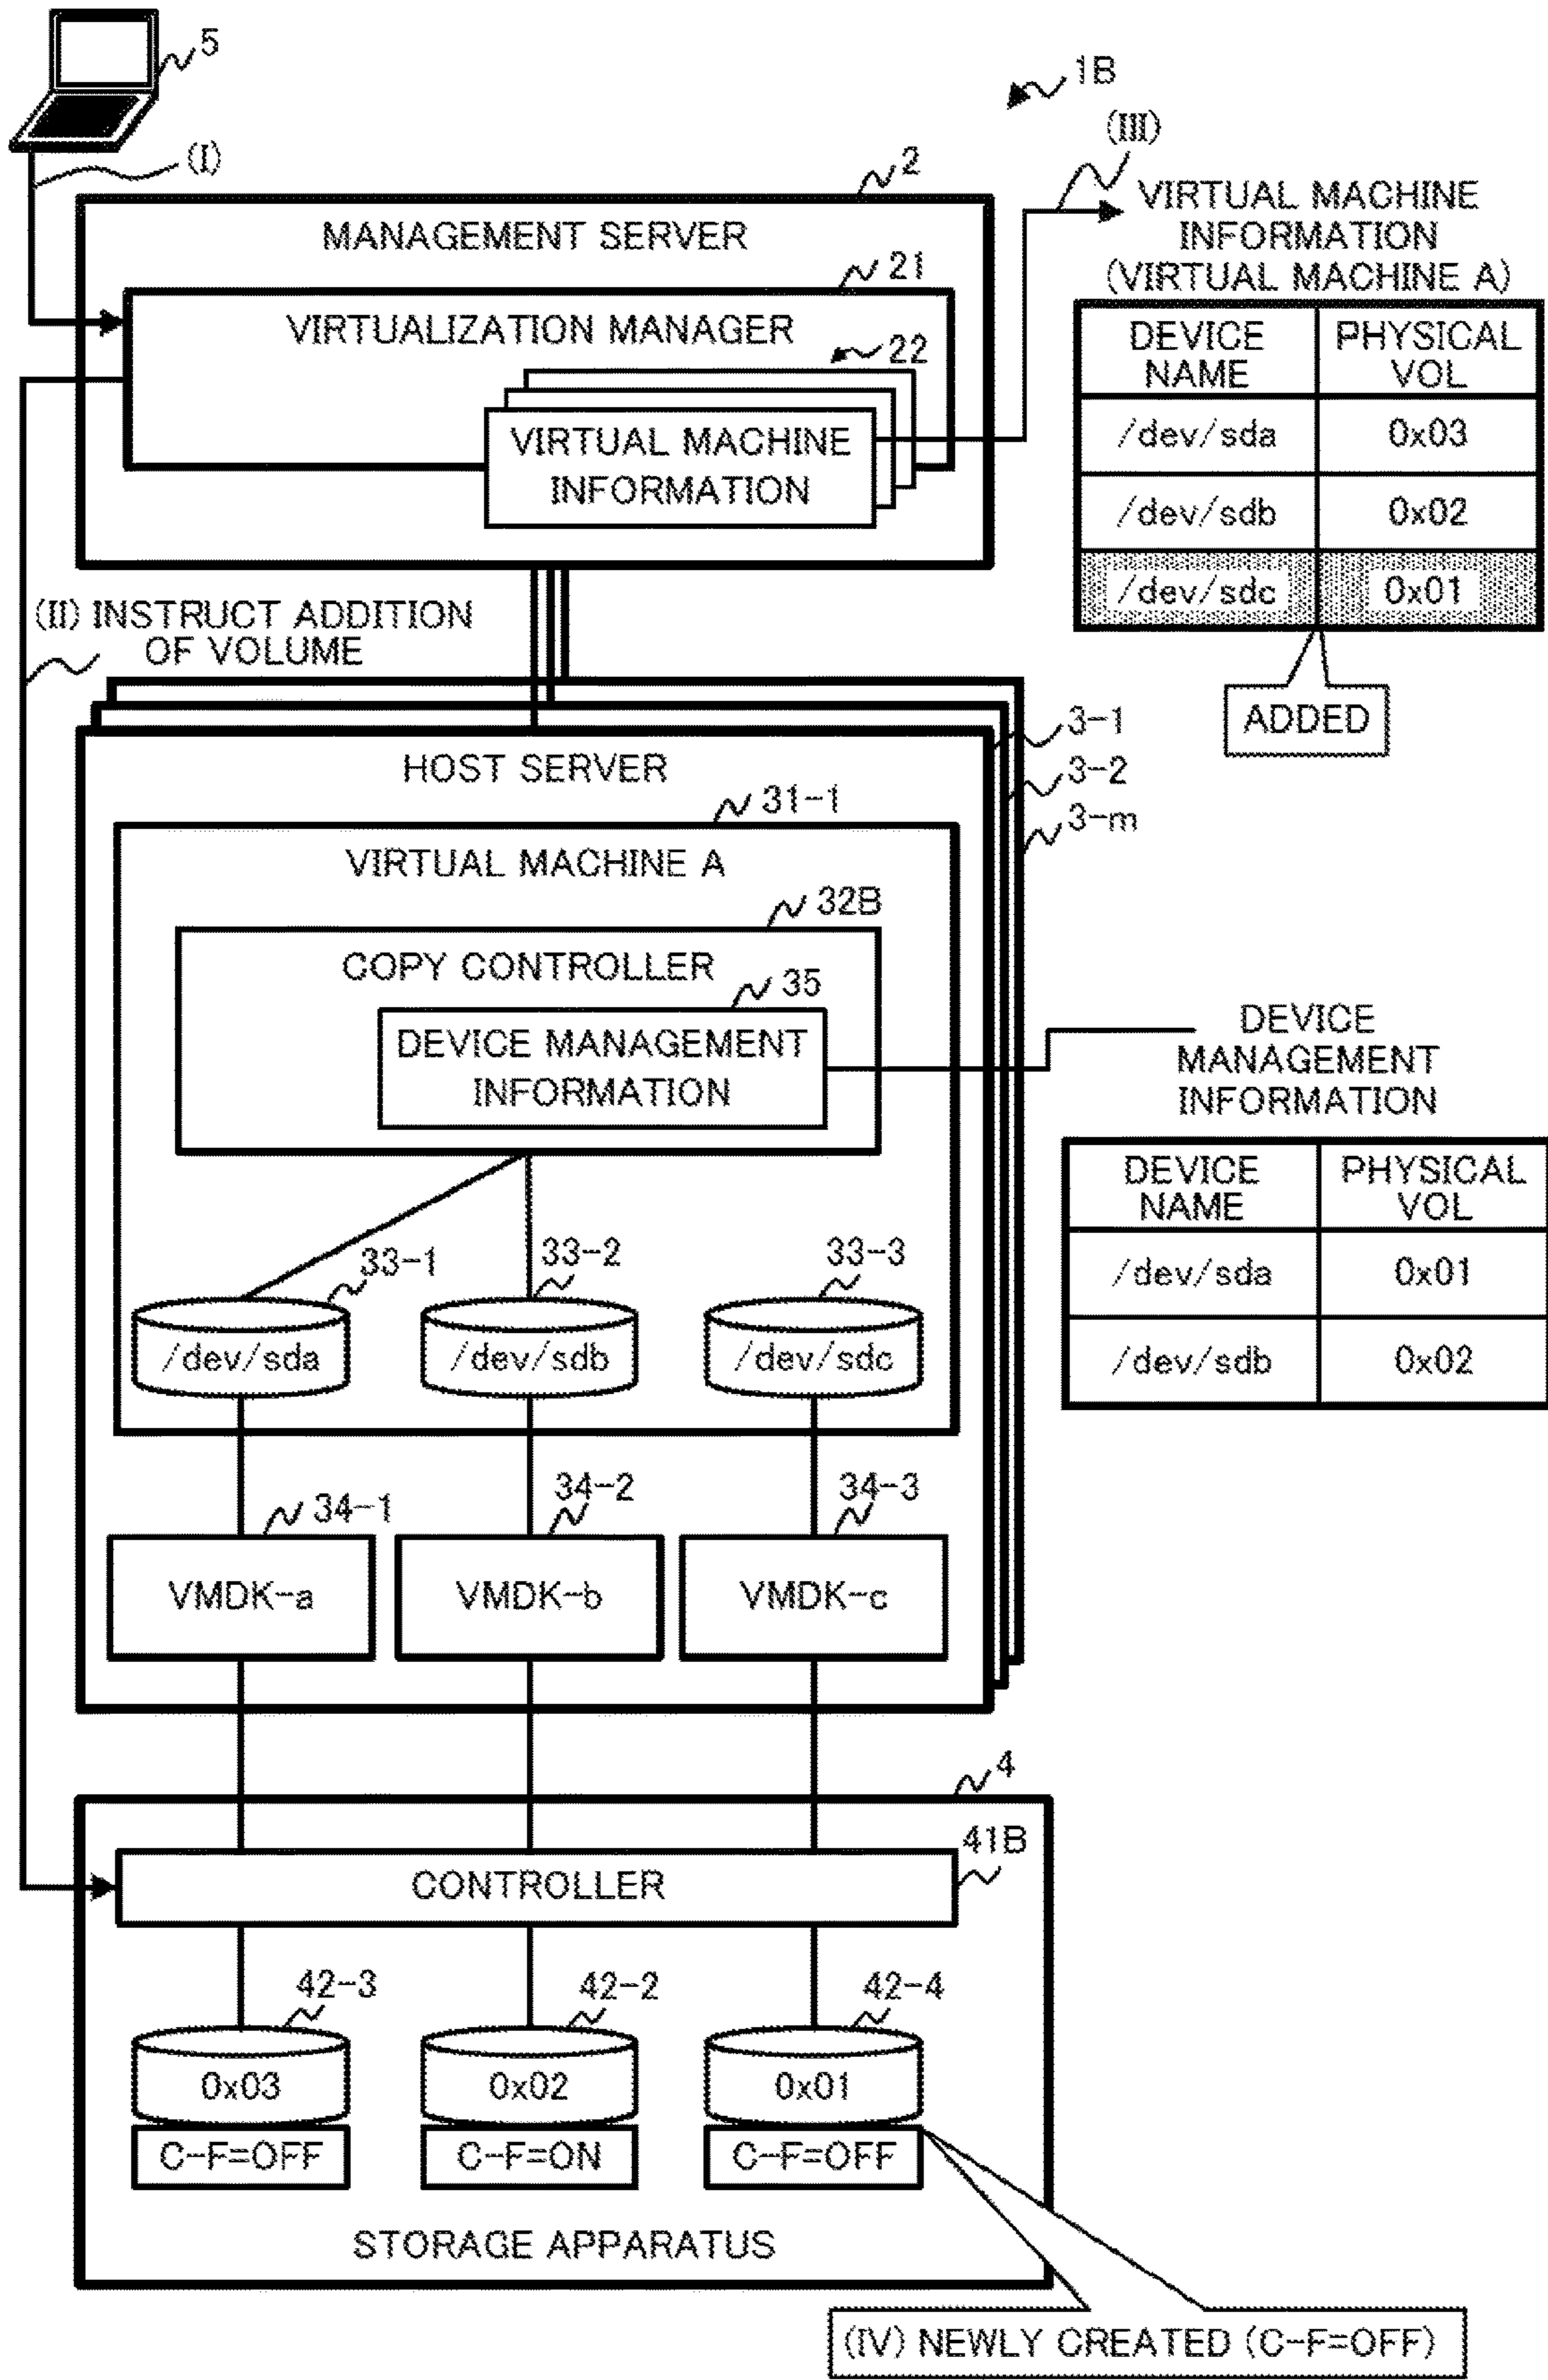 5
1B
(I)
(III)
2
VIRTUAL MACHINE
INFORMATION
(VIRTUAL MACHINE A)
MANAGEMENT SERVER
21
VIRTUALIZATION MANAGER
22
VIRTUAL MACHINE
INFORMATION
DEVICE NAME
PHYSICAL VOL
/dev/sda
0x03
/dev/sdb
0x02
/dev/sdc
0x01
ADDED
(II) INSTRUCT ADDITION
OF VOLUME
3-1
3-2
3-m
HOST SERVER
31-1
VIRTUAL MACHINE A
32B
COPY CONTROLLER
35
DEVICE MANAGEMENT
INFORMATION
DEVICE
MANAGEMENT
INFORMATION
DEVICE NAME
PHYSICAL VOL
/dev/sda
0x01
/dev/sdb
0x02
33-1
33-2
33-3
/dev/sda
/dev/sdb
/dev/sdc
34-1
34-2
34-3
VMDK-a
VMDK-b
VMDK-c
4
41B
CONTROLLER
42-3
42-2
42-4
0x03
0x02
0x01
C-F=OFF
C-F=ON
C-F=OFF
STORAGE APPARATUS
(IV) NEWLY CREATED (C-F=OFF)